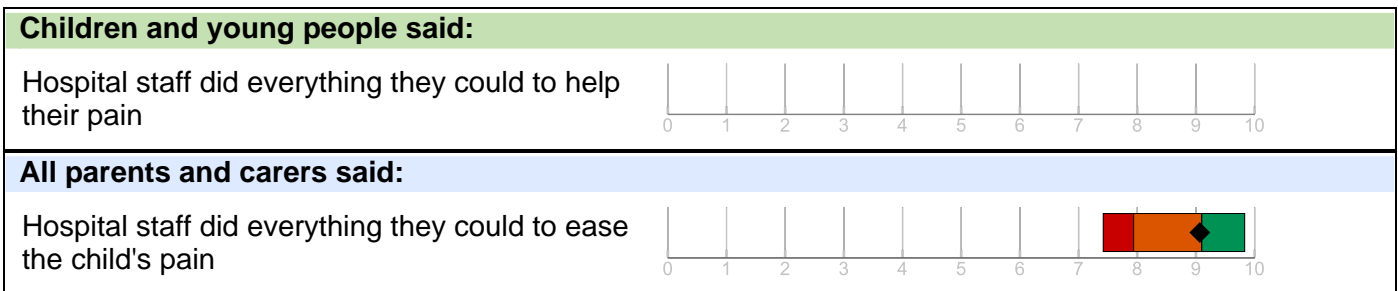 Children and young people said:
Hospital staff did everything they could to help
their pain
0 1 2 3 4 5 6 7 8 9 10
All parents and carers said:
Hospital staff did everything they could to ease
the child's pain
0 1 2 3 4 5 6 7 8 9 10